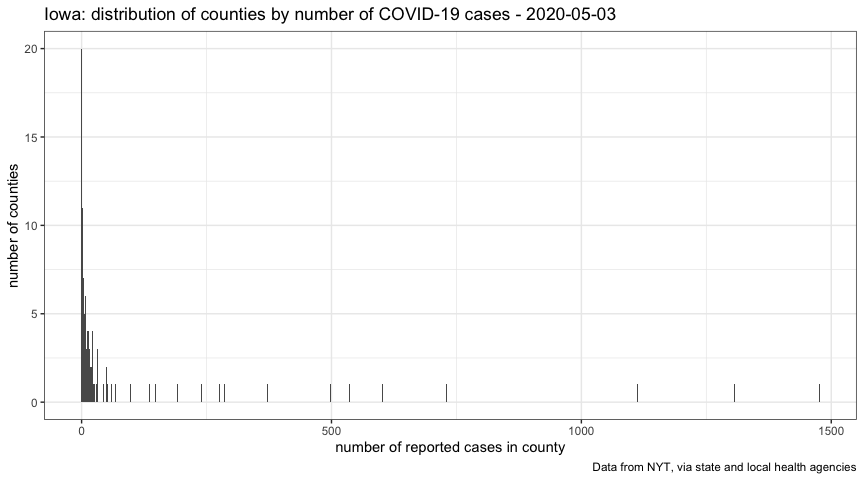 Iowa: distribution of counties by number of COVID-19 cases - 2020-05-03
20
15
10
5
0
number of counties
0 500 1000 1500
number of reported cases in county
Data from NYT, via state and local health agencies